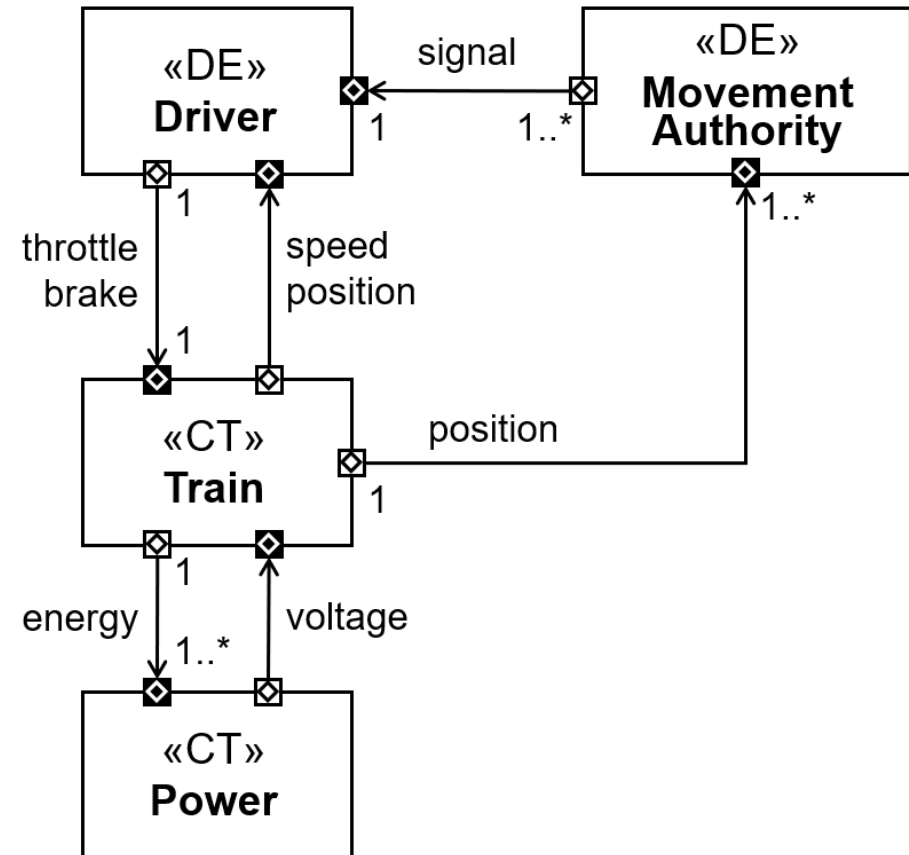 «DE»
Driver
signal
1
1..*
«DE»
Movement
Authority
1..*
1
throttle
brake
speed
position
1
«CT»
Train
position
1
1
energy
voltage
1..*
«CT»
Power